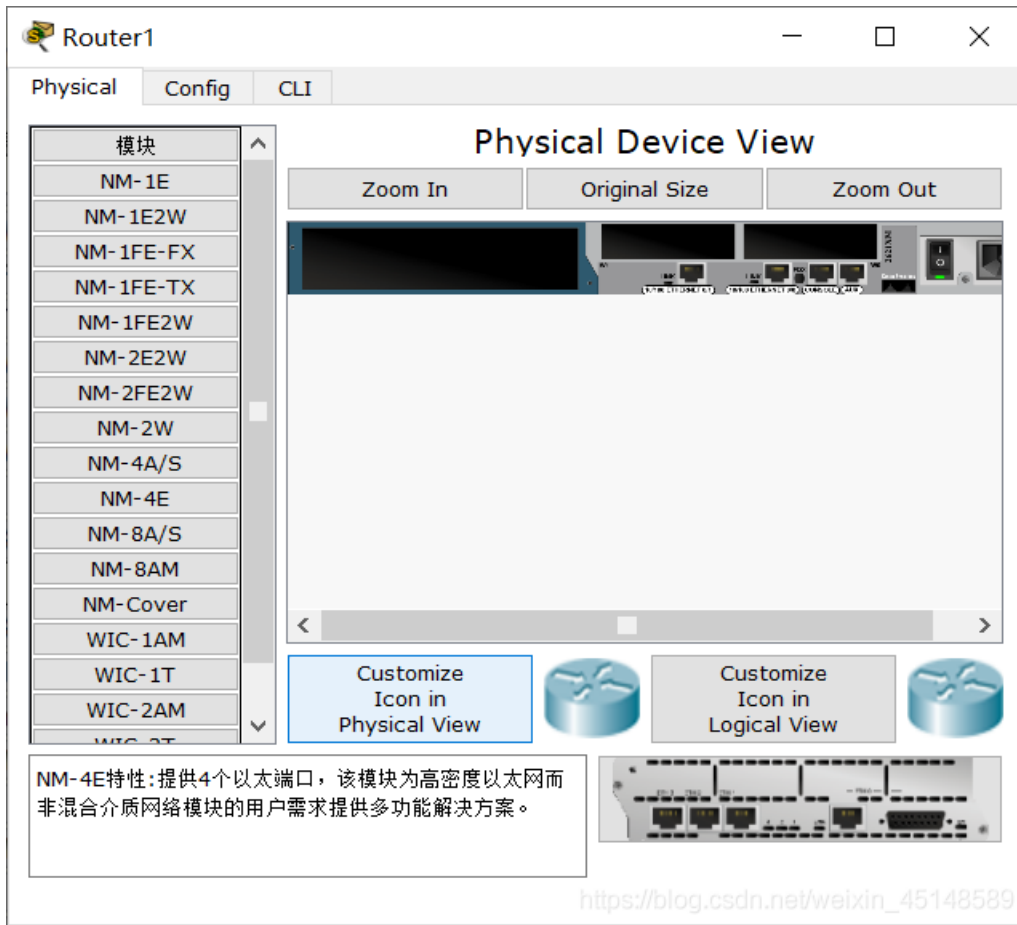 Router1
Physical
Config
CLI
模块
NM-1E
NM-1E2W
NM-1FE-FX
NM-1FE-TX
NM-1FE2W
NM-2E2W
NM-2FE2W
NM-2W
NM-4A/S
NM-4E
NM-8A/S
NM-8AM
NM-Cover
WIC-1AM
WIC-1T
WIC-2AM
WIC-2T
Physical Device View
Zoom In
Original Size
Zoom Out
2621XM
CONSOLE
AUX
Customize
Icon in
Physical View
Customize
Icon in
Logical View
NM-4E特性:提供4个以太端口，该模块为高密度以太网而
非混合介质网络模块的用户需求提供多功能解决方案。
https://blog.csdn.net/weixin_45148589